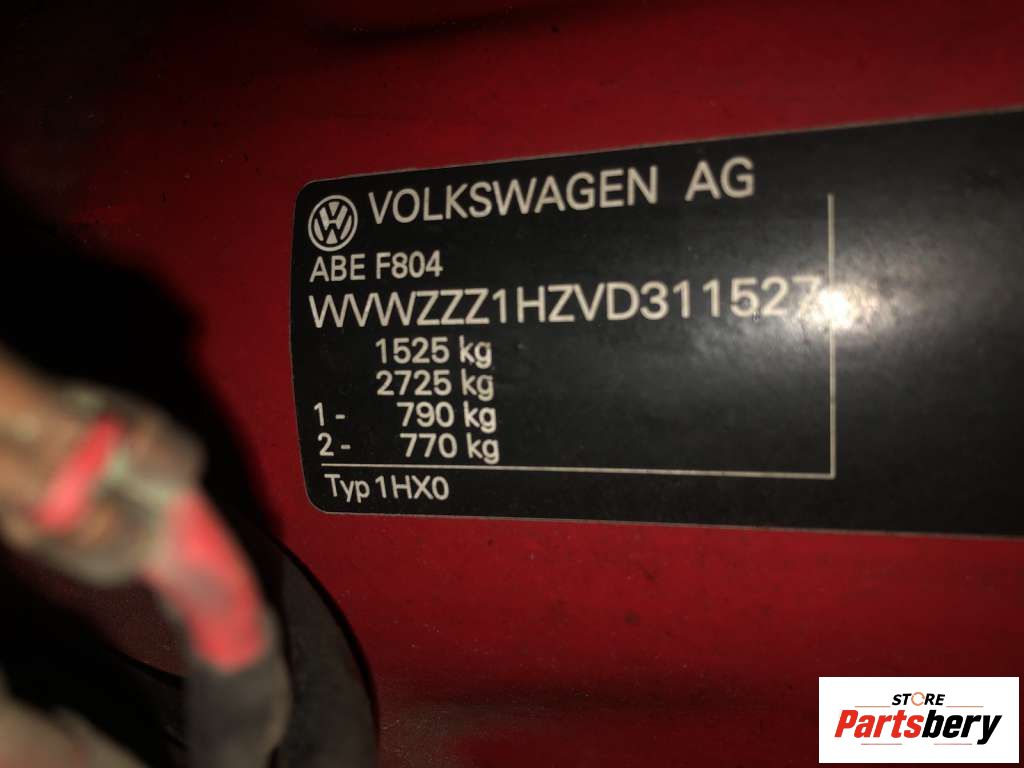 VOLKSWAGEN AG
ABE F804
WVWZZZ1HZVD311527
1525 kg
2725 kg
1- 790 kg
2- 770 kg
Typ 1HX0
STORE
Partsbery